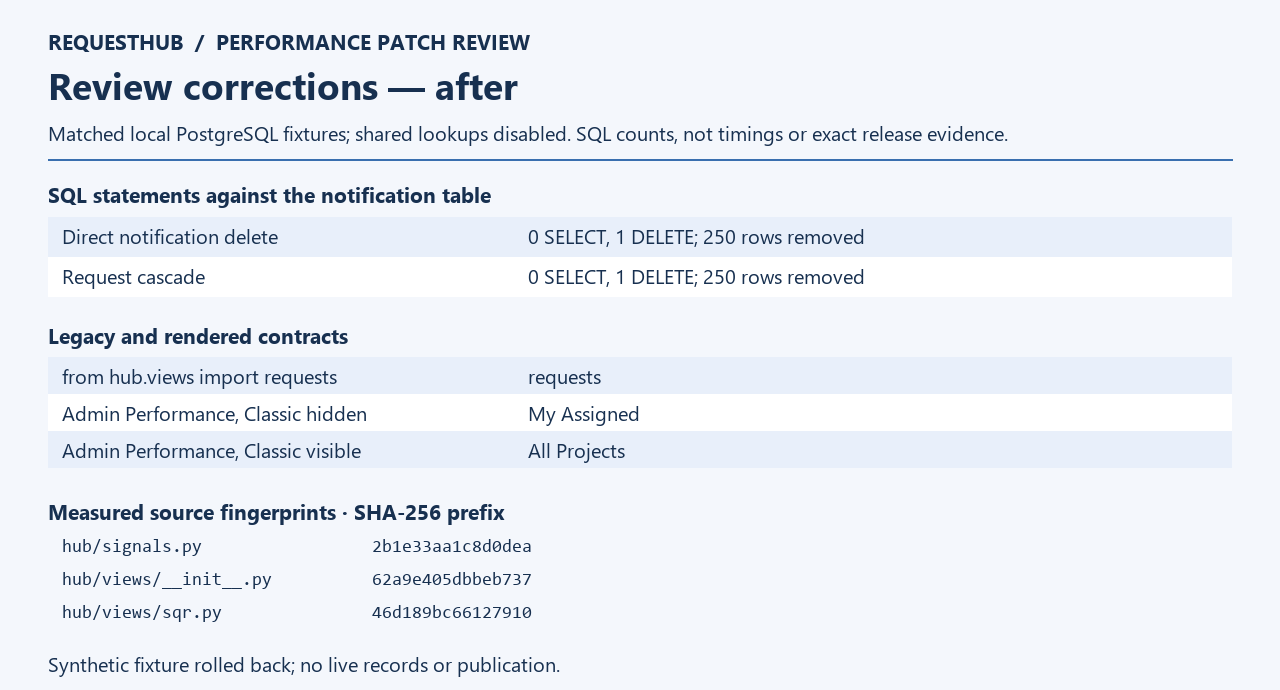 REQUESTHUB / PERFORMANCE PATCH REVIEW
Review corrections — after
Matched local PostgreSQL fixtures; shared lookups disabled. SQL counts, not timings or exact release evidence.
SQL statements against the notification table
Direct notification delete 0 SELECT, 1 DELETE; 250 rows removed
Request cascade 0 SELECT, 1 DELETE; 250 rows removed
Legacy and rendered contracts
from hub.views import requests requests
Admin Performance, Classic hidden My Assigned
Admin Performance, Classic visible All Projects
Measured source fingerprints · SHA-256 prefix
hub/signals.py 2b1e33aa1c8d0dea
hub/views/__init__.py 62a9e405dbbeb737
hub/views/sqr.py 46d189bc66127910
Synthetic fixture rolled back; no live records or publication.